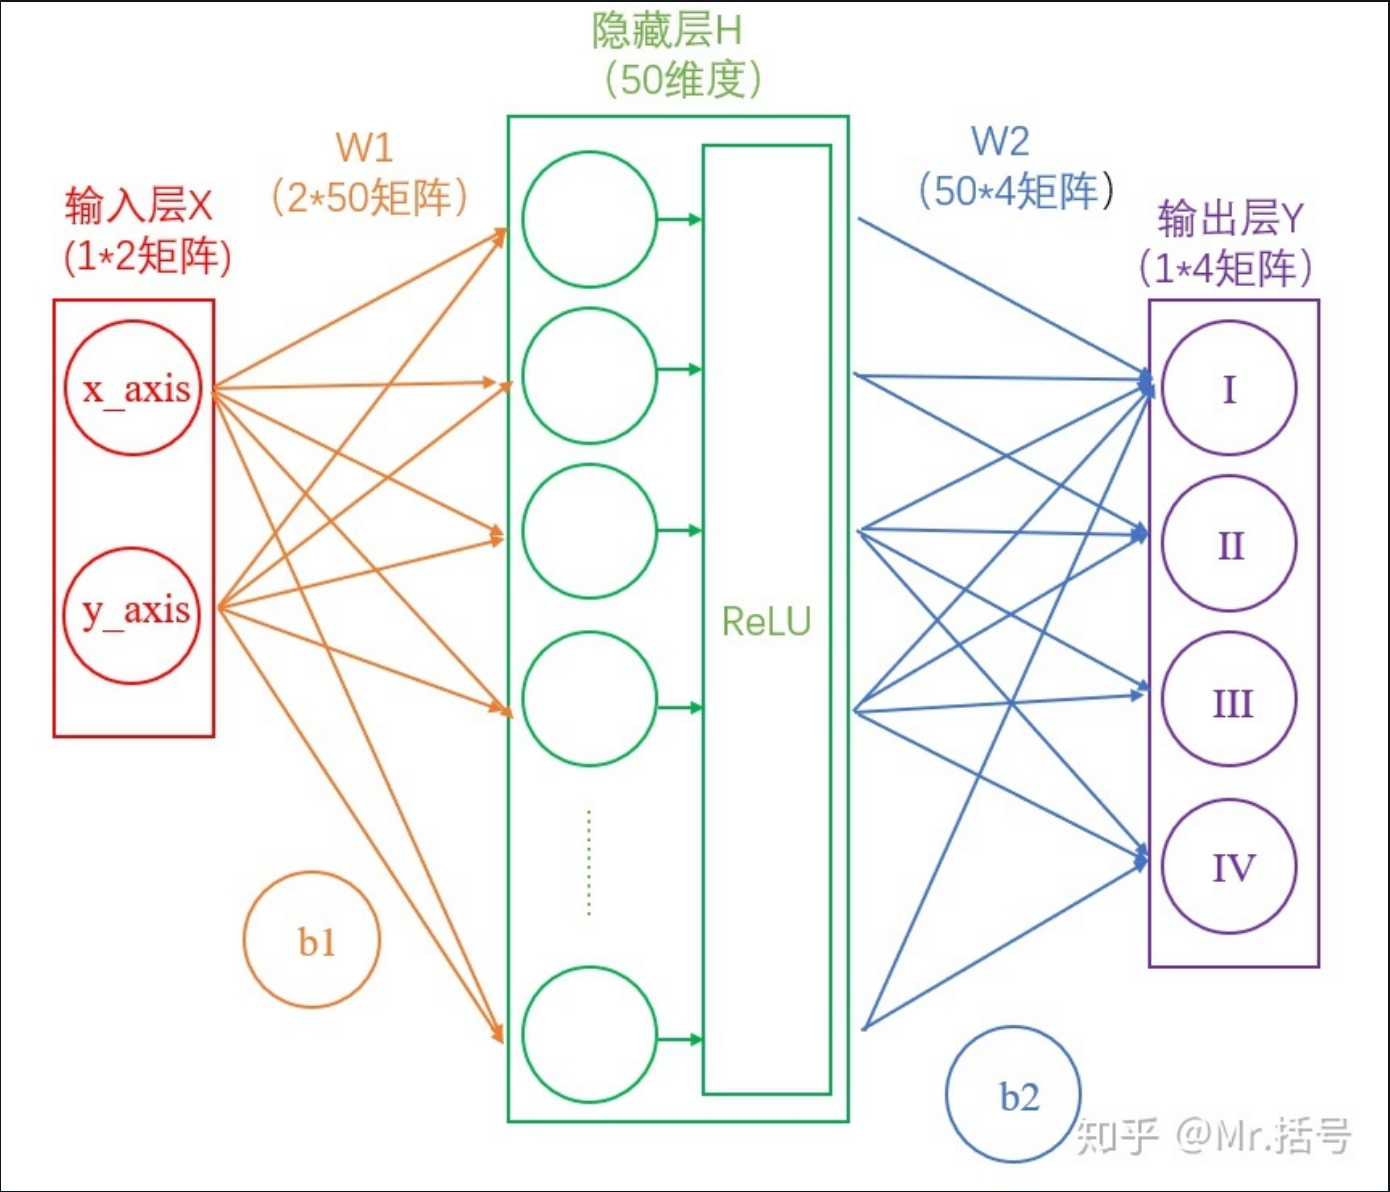 隐藏层H
（50维度）
W1
（2*50矩阵）
W2
（50*4矩阵）
输入层X
(1*2矩阵)
输出层Y
（1*4矩阵）
x_axis
y_axis
ReLU
I
II
III
IV
b1
b2
知乎 @Mr.括号